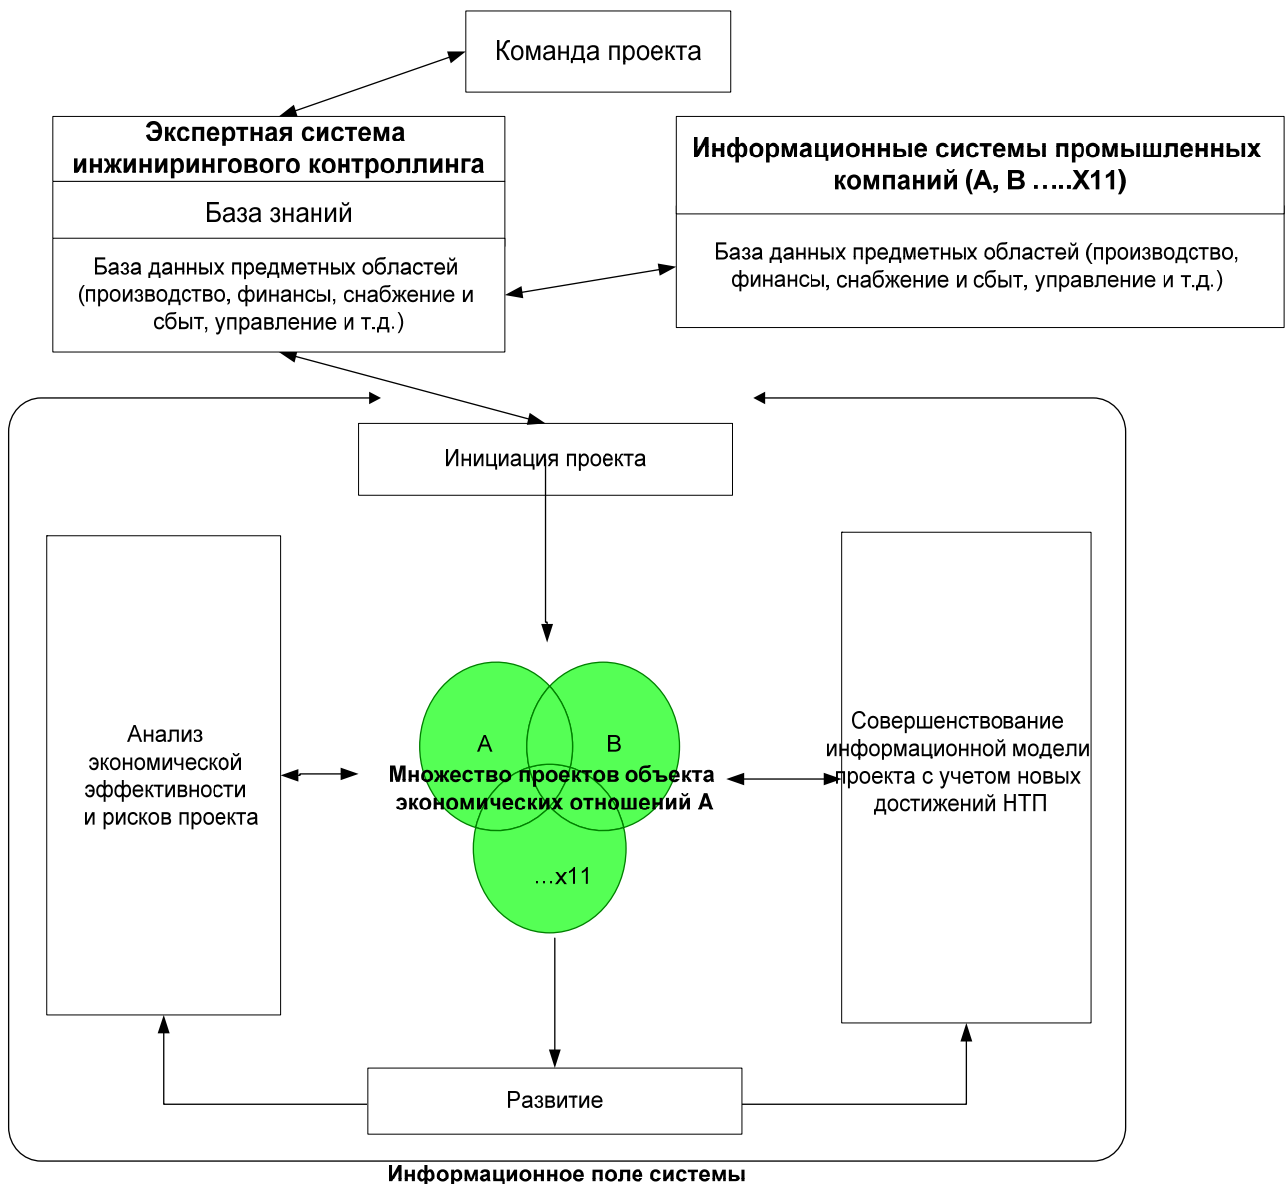 Команда проекта
Экспертная система
инжинирингового контроллинга
База знаний
База данных предметных областей
(производство, финансы, снабжение и
сбыт, управление и т.д.)
Информационные системы промышленных
компаний (А, В …..Х11)
База данных предметных областей (производство,
финансы, снабжение и сбыт, управление и т.д.)
Инициация проекта
Анализ
экономической
эффективности
и рисков проекта
А
В
Множество проектов объекта
экономических отношений А
…х11
Совершенствование
информационной модели
проекта с учетом новых
достижений НТП
Развитие
Информационное поле системы